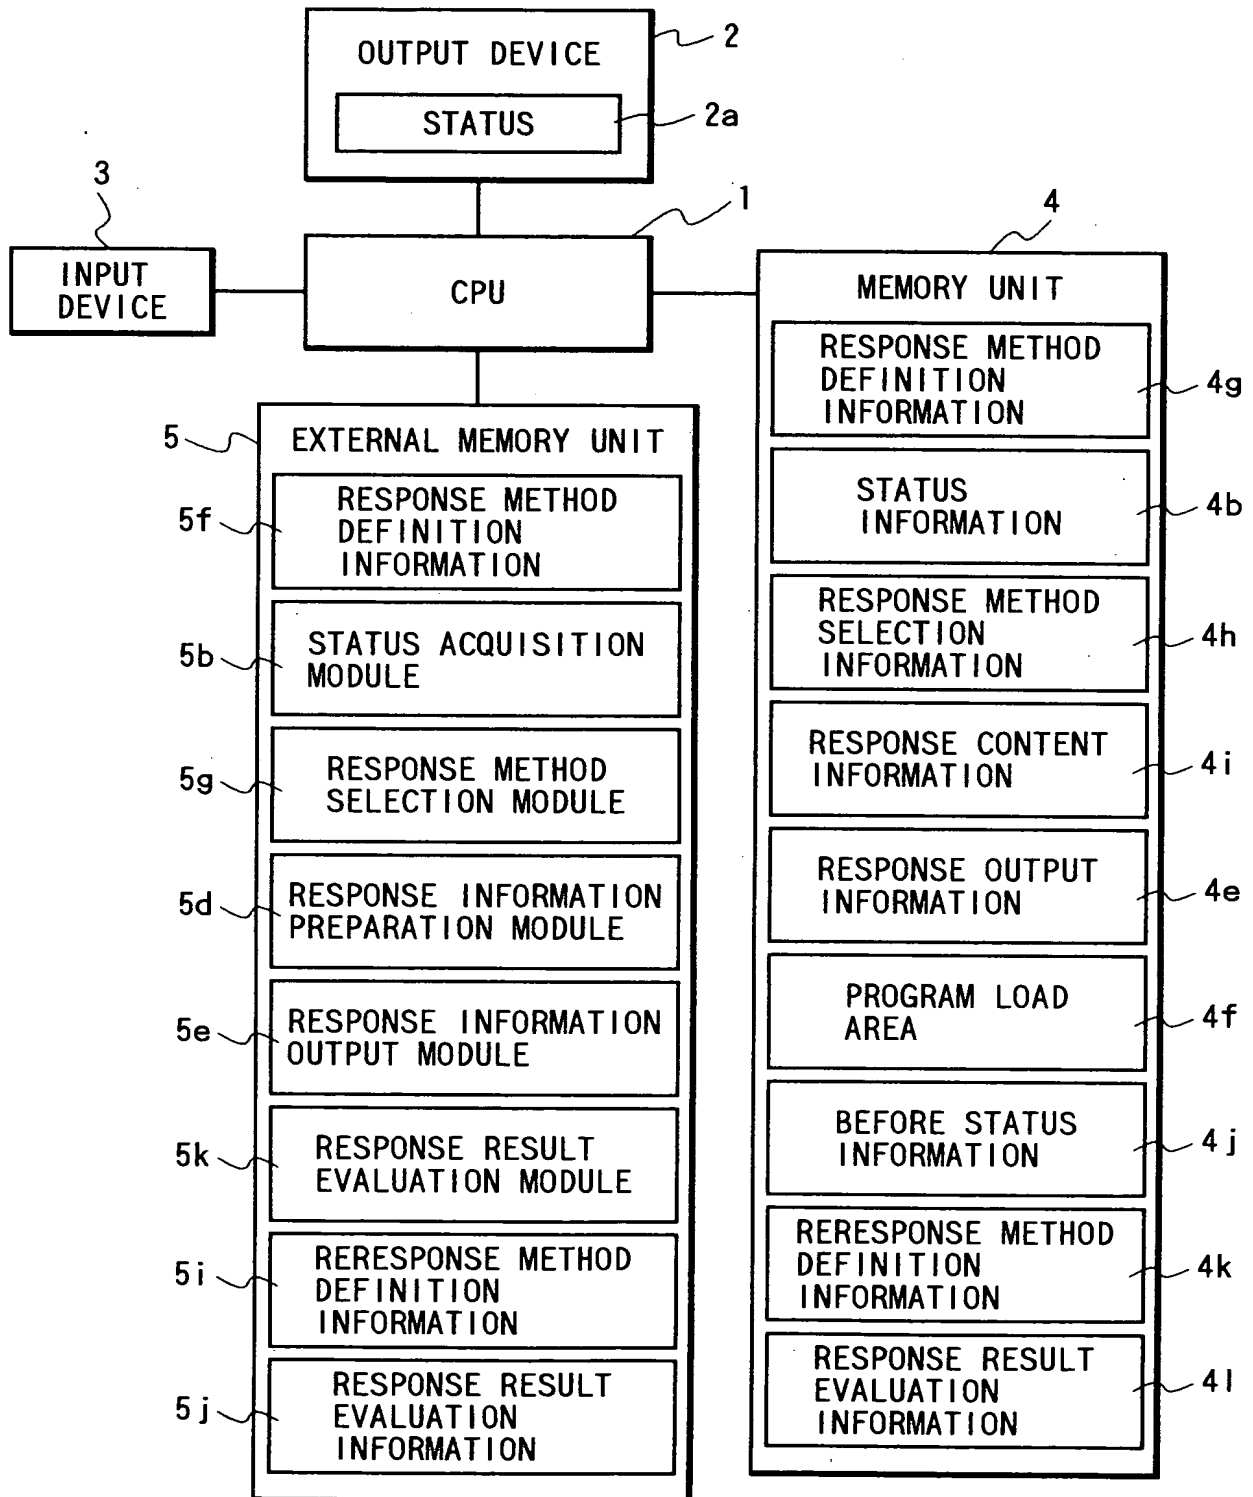 OUTPUT DEVICE
2
STATUS
2a
3
INPUT
DEVICE
1
CPU
4
MEMORY UNIT
RESPONSE METHOD
DEFINITION
INFORMATION
4g
STATUS
INFORMATION
4b
RESPONSE METHOD
SELECTION
INFORMATION
4h
RESPONSE CONTENT
INFORMATION
4i
RESPONSE OUTPUT
INFORMATION
4e
PROGRAM LOAD
AREA
4f
BEFORE STATUS
INFORMATION
4j
RERESPONSE METHOD
DEFINITION
INFORMATION
4k
RESPONSE RESULT
EVALUATION
INFORMATION
4l
5
EXTERNAL MEMORY UNIT
5f
RESPONSE METHOD
DEFINITION
INFORMATION
5b
STATUS ACQUISITION
MODULE
5g
RESPONSE METHOD
SELECTION MODULE
5d
RESPONSE INFORMATION
PREPARATION MODULE
5e
RESPONSE INFORMATION
OUTPUT MODULE
5k
RESPONSE RESULT
EVALUATION MODULE
5i
RERESPONSE METHOD
DEFINITION
INFORMATION
5j
RESPONSE RESULT
EVALUATION
INFORMATION